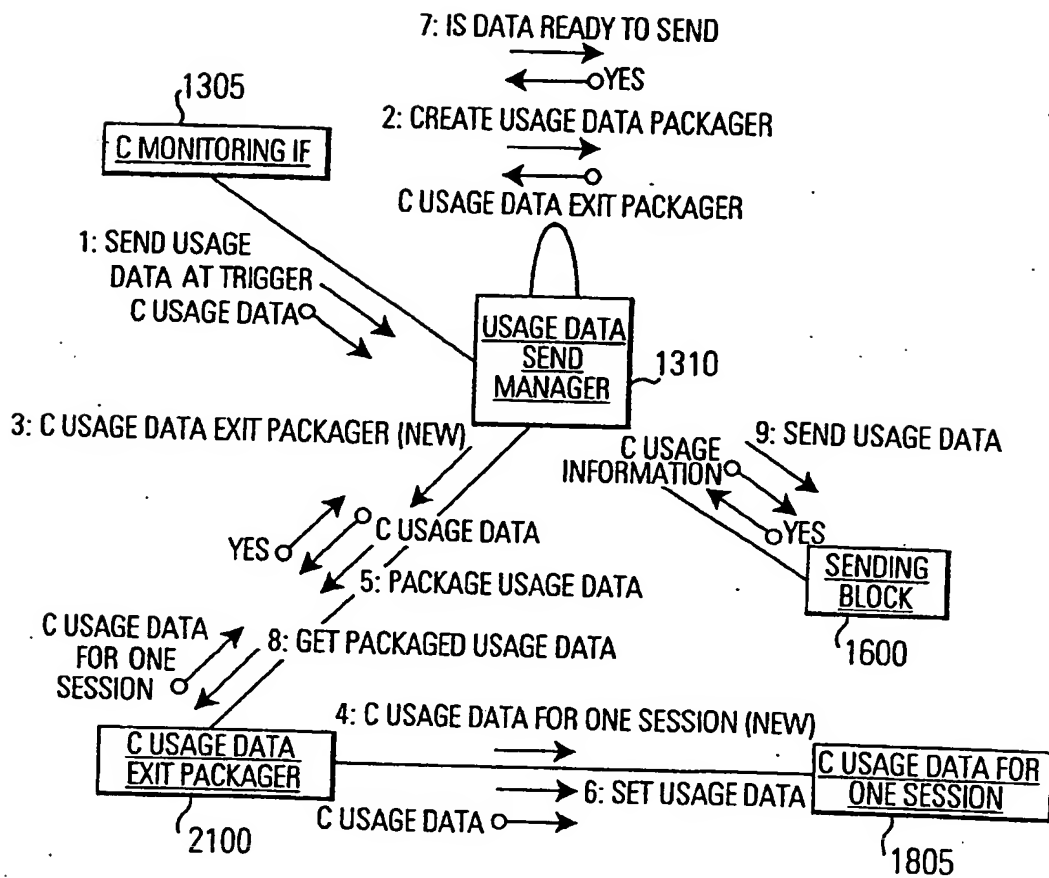 7: IS DATA READY TO SEND
YES
1305
2: CREATE USAGE DATA PACKAGER
C MONITORING IF
C USAGE DATA EXIT PACKAGER
1: SEND USAGE
DATA AT TRIGGER
C USAGE DATA
USAGE DATA
SEND
MANAGER
1310
3: C USAGE DATA EXIT PACKAGER (NEW)
9: SEND USAGE DATA
C USAGE
INFORMATION
YES
C USAGE DATA
YES
5: PACKAGE USAGE DATA
SENDING
BLOCK
1600
C USAGE DATA
FOR ONE
SESSION
8: GET PACKAGED USAGE DATA
4: C USAGE DATA FOR ONE SESSION (NEW)
C USAGE DATA
EXIT PACKAGER
C USAGE DATA FOR
ONE SESSION
6: SET USAGE DATA
C USAGE DATA
2100
1805